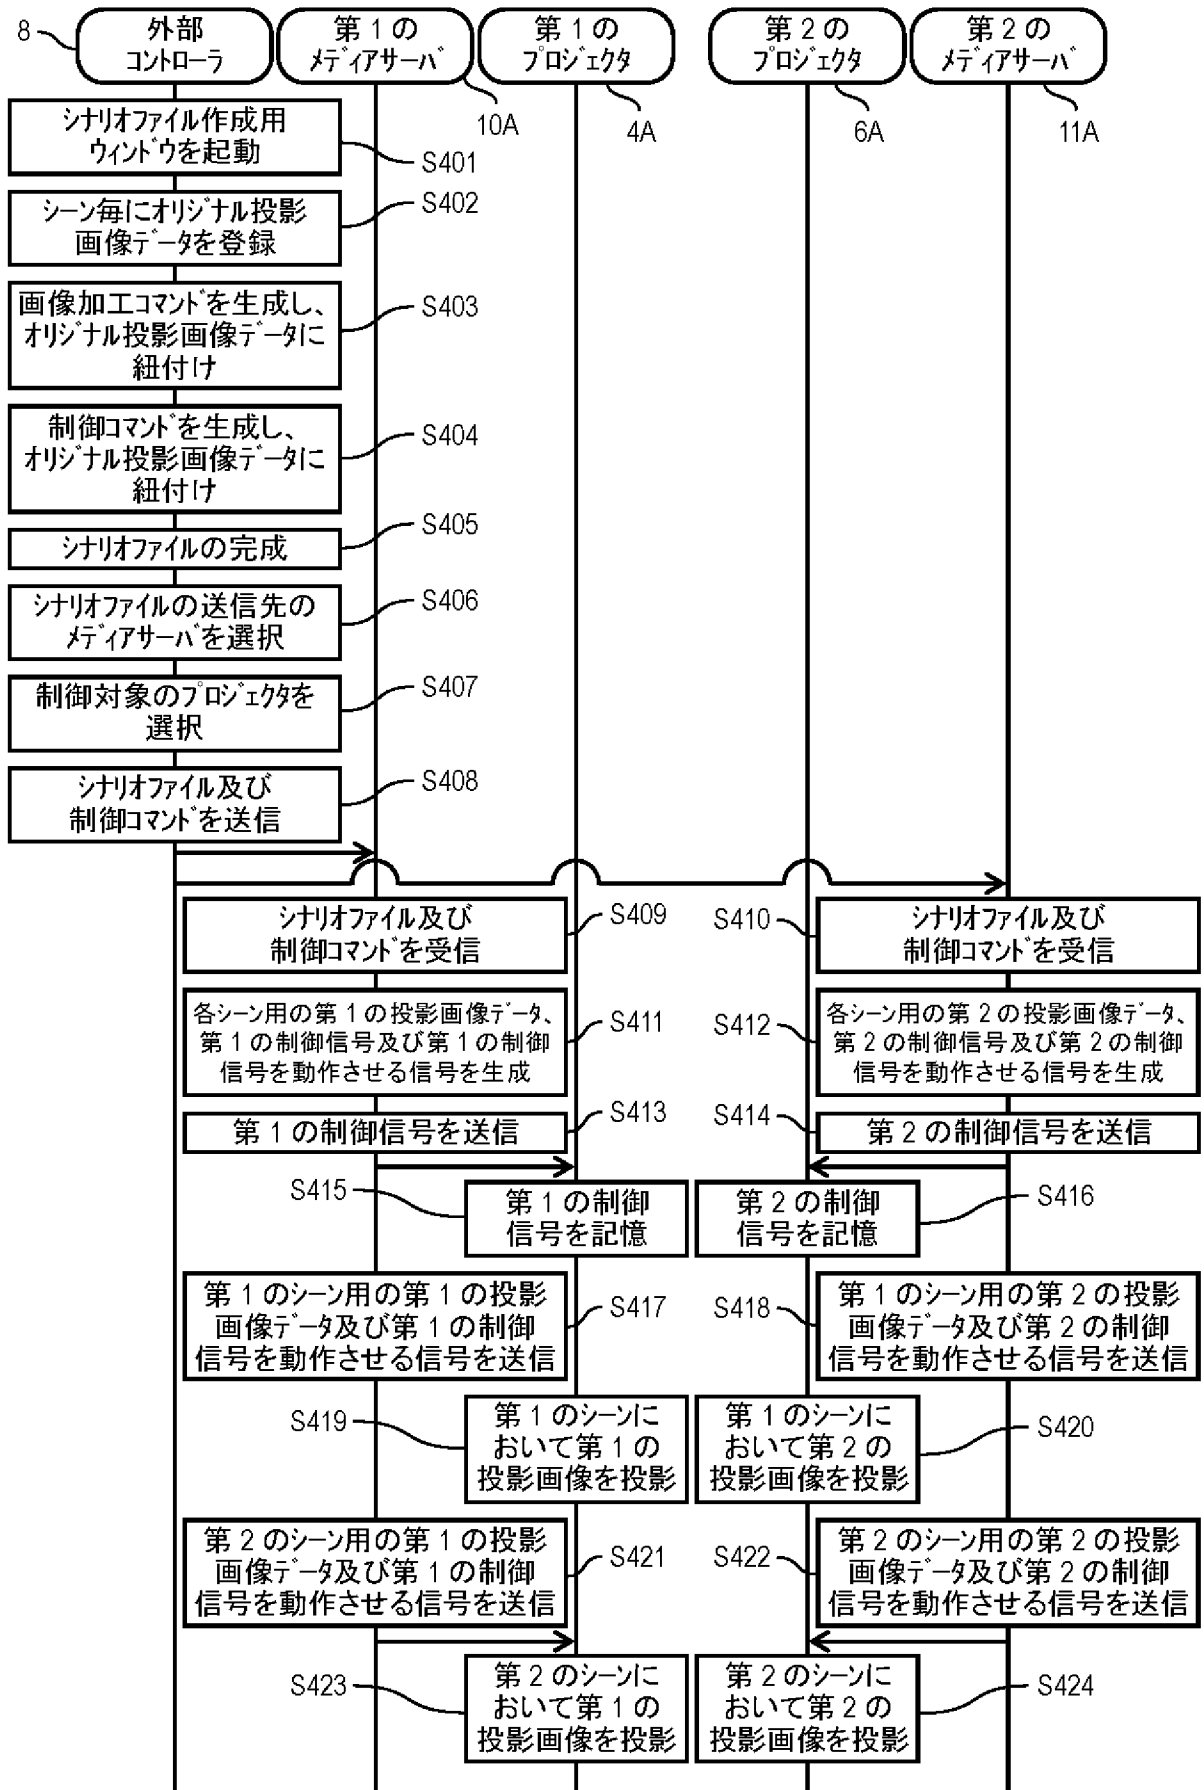 8
外部
コントローラ
第1の
メディアサーバ
10A
第1の
プロジェクタ
4A
第2の
プロジェクタ
6A
第2の
メディアサーバ
11A
シナリオファイル作成用
ウィンドウを起動
S401
シーン毎にオリジナル投影
画像データを登録
S402
画像加工コマンドを生成し、
オリジナル投影画像データに
紐付け
S403
制御コマンドを生成し、
オリジナル投影画像データに
紐付け
S404
シナリオファイルの完成
S405
シナリオファイルの送信先の
メディアサーバを選択
S406
制御対象のプロジェクタを
選択
S407
シナリオファイル及び
制御コマンドを送信
S408
シナリオファイル及び
制御コマンドを受信
S409
S410
シナリオファイル及び
制御コマンドを受信
各シーン用の第1の投影画像データ、
第1の制御信号及び第1の制御
信号を動作させる信号を生成
S411
S412
各シーン用の第2の投影画像データ、
第2の制御信号及び第2の制御
信号を動作させる信号を生成
第1の制御信号を送信
S413
S414
第2の制御信号を送信
S415
第1の制御
信号を記憶
第2の制御
信号を記憶
S416
第1のシーン用の第1の投影
画像データ及び第1の制御
信号を動作させる信号を送信
S417
S418
第1のシーン用の第2の投影
画像データ及び第2の制御
信号を動作させる信号を送信
S419
第1のシーンに
おいて第1の
投影画像を投影
第1のシーンに
おいて第2の
投影画像を投影
S420
第2のシーン用の第1の投影
画像データ及び第1の制御
信号を動作させる信号を送信
S421
S422
第2のシーン用の第2の投影
画像データ及び第2の制御
信号を動作させる信号を送信
S423
第2のシーンに
おいて第1の
投影画像を投影
第2のシーンに
おいて第2の
投影画像を投影
S424